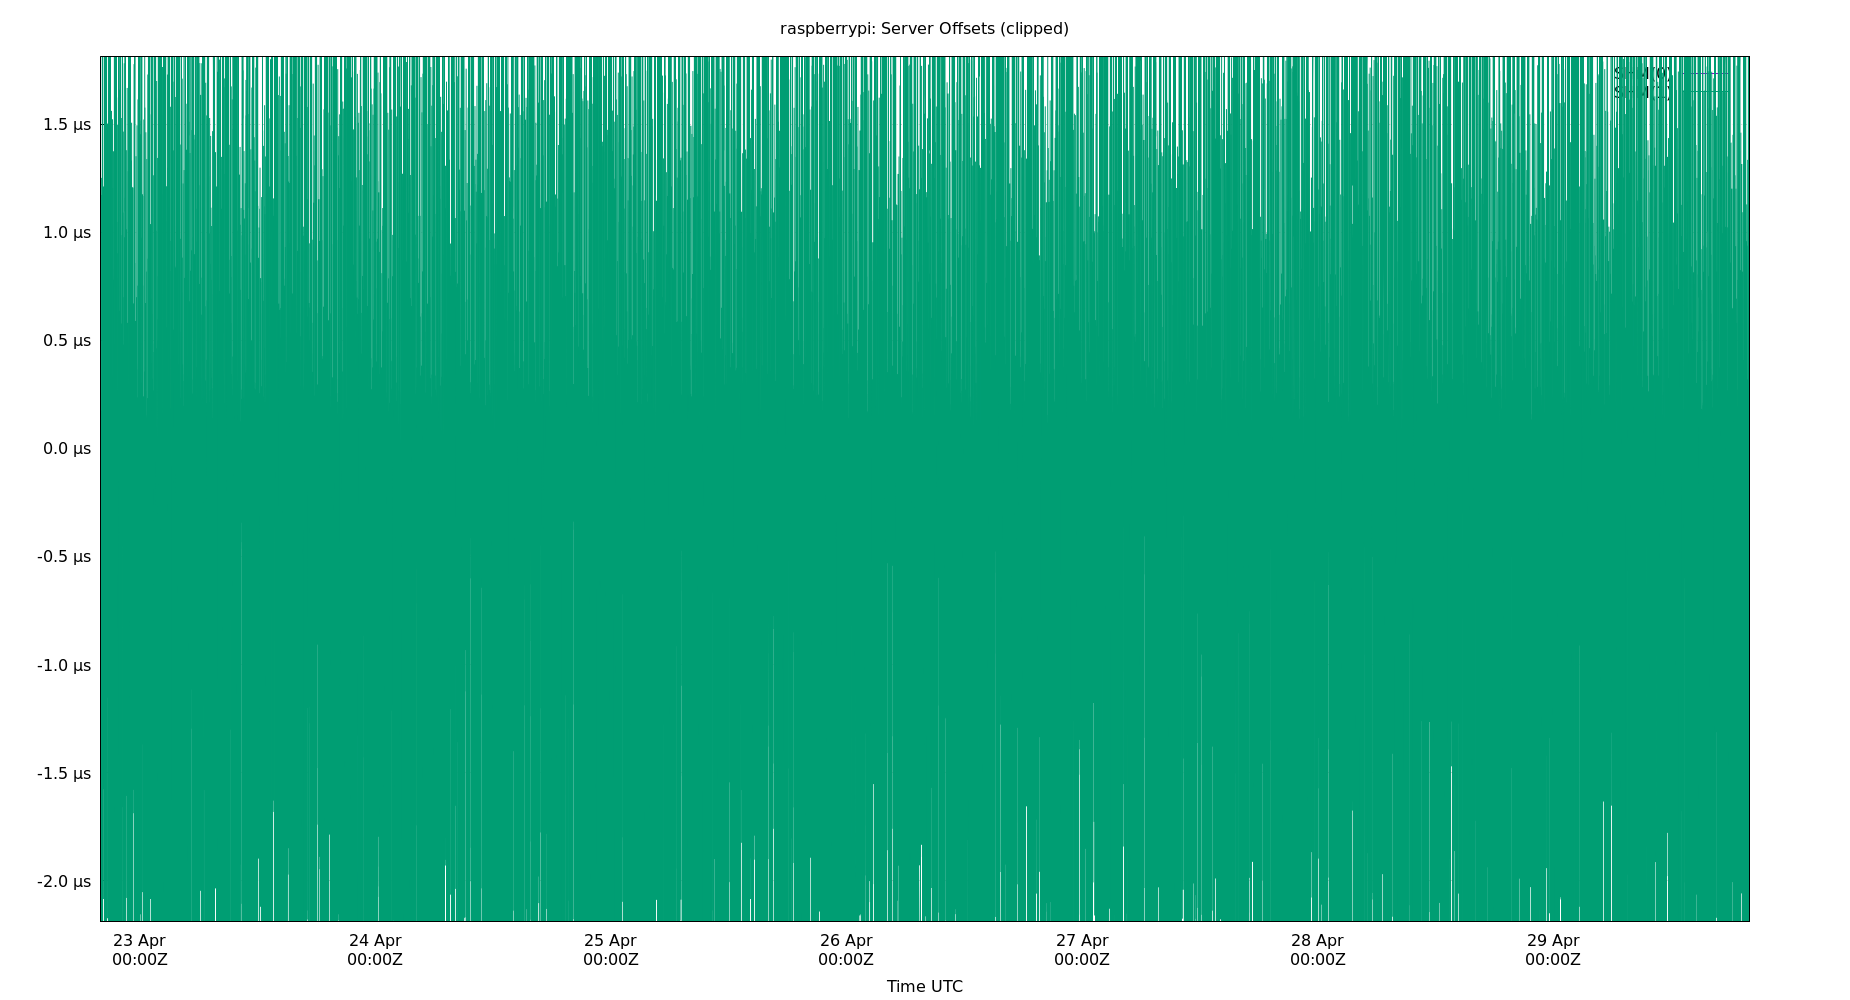 raspberrypi: Server Offsets (clipped)
1.5 µs
1.0 µs
0.5 µs
0.0 µs
-0.5 µs
-1.0 µs
-1.5 µs
-2.0 µs
23 Apr 24 Apr 25 Apr 26 Apr 27 Apr 28 Apr 29 Apr
00:00Z 00:00Z 00:00Z 00:00Z 00:00Z 00:00Z 00:00Z
Time UTC